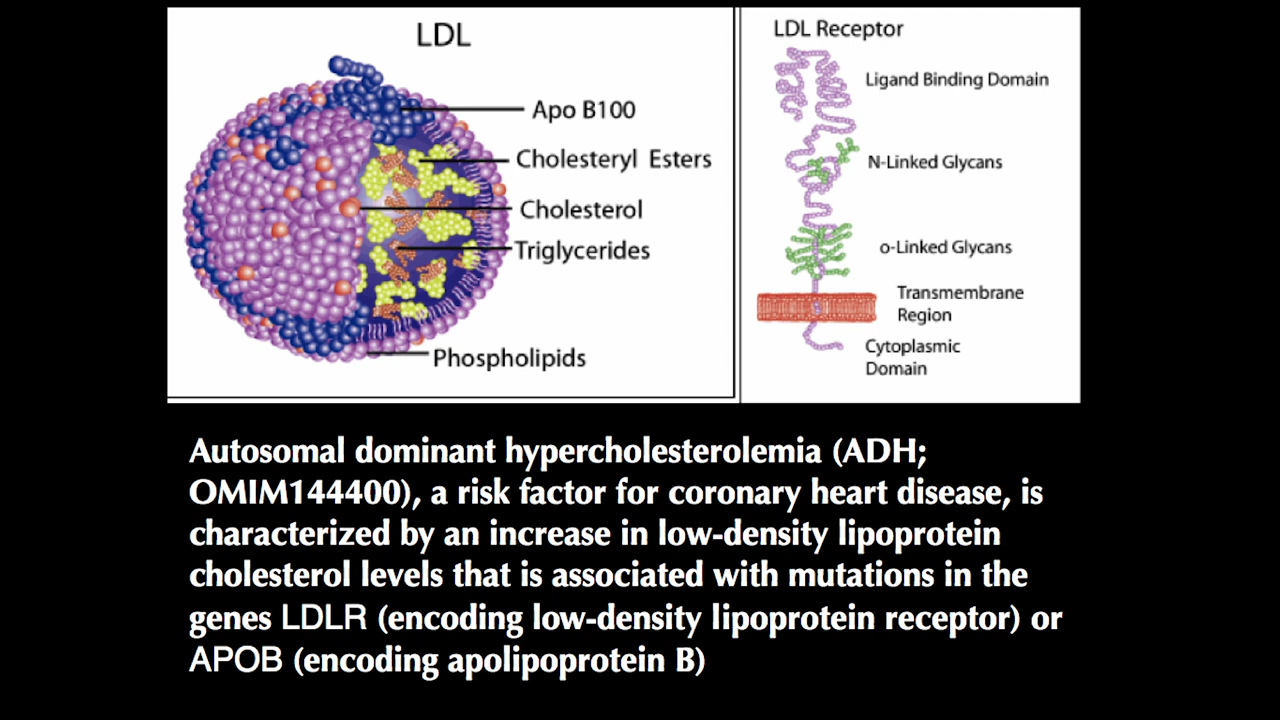 LDL
Apo B100
Cholesteryl Esters
Cholesterol
Triglycerides
Phospholipids
LDL Receptor
Ligand Binding Domain
N-Linked Glycans
o-Linked Glycans
Transmembrane
Region
Cytoplasmic
Domain
Autosomal dominant hypercholesterolemia (ADH;
OMIM144400), a risk factor for coronary heart disease, is
characterized by an increase in low-density lipoprotein
cholesterol levels that is associated with mutations in the
genes LDLR (encoding low-density lipoprotein receptor) or
APOB (encoding apolipoprotein B)